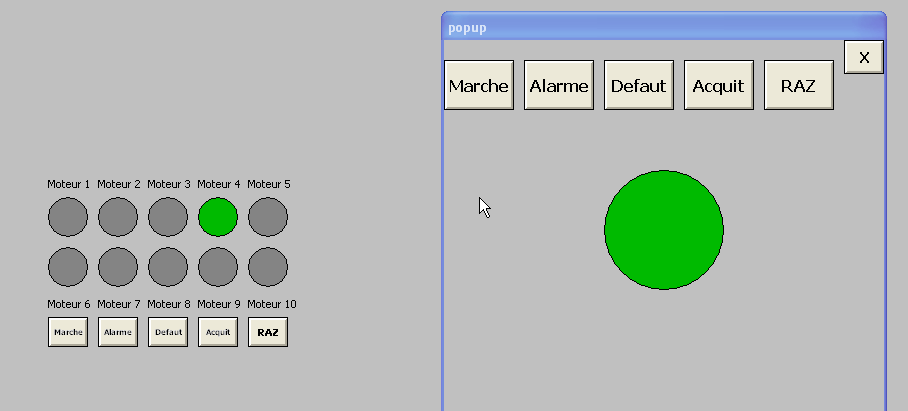 popup
X
Marche Alarme Defaut Acquit RAZ
Moteur 1 Moteur 2 Moteur 3 Moteur 4 Moteur 5
Moteur 6 Moteur 7 Moteur 8 Moteur 9 Moteur 10
Marche Alarme Defaut Acquit RAZ